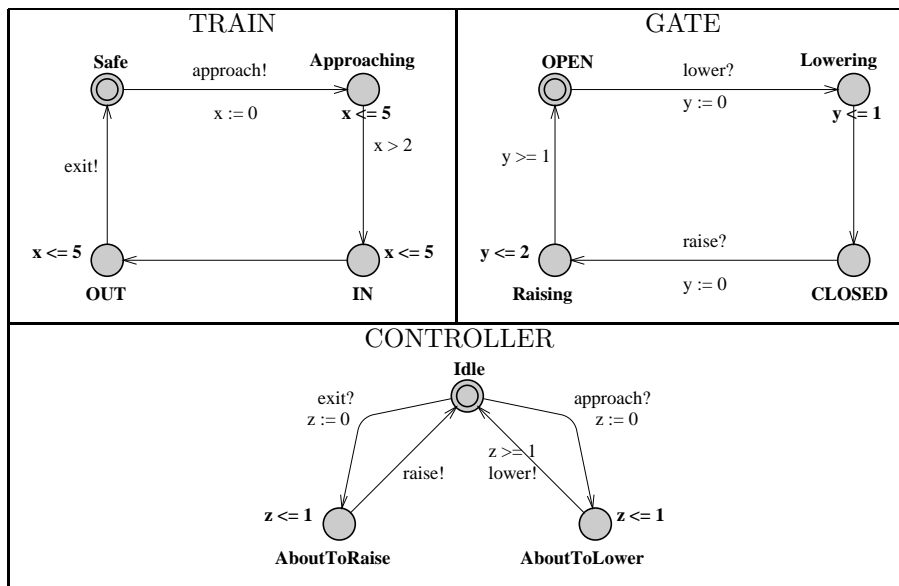 TRAIN
Safe
Approaching
approach!
x := 0
x <= 5
x > 2
exit!
x <= 5
x <= 5
OUT
IN
GATE
OPEN
Lowering
lower?
y := 0
y <= 1
y >= 1
raise?
y <= 2
y := 0
Raising
CLOSED
CONTROLLER
Idle
exit?
z := 0
approach?
z := 0
z >= 1
raise!
lower!
z <= 1
z <= 1
AboutToRaise
AboutToLower